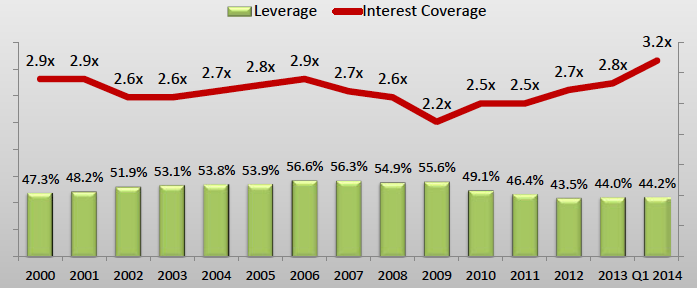 Leverage Interest Coverage
2.9x 2.9x 2.6x 2.6x 2.7x 2.8x 2.9x 2.7x 2.6x 2.2x 2.5x 2.5x 2.7x 2.8x 3.2x
47.3% 48.2% 51.9% 53.1% 53.8% 53.9% 56.6% 56.3% 54.9% 55.6% 49.1% 46.4% 43.5% 44.0% 44.2%
2000 2001 2002 2003 2004 2005 2006 2007 2008 2009 2010 2011 2012 2013 Q1 2014